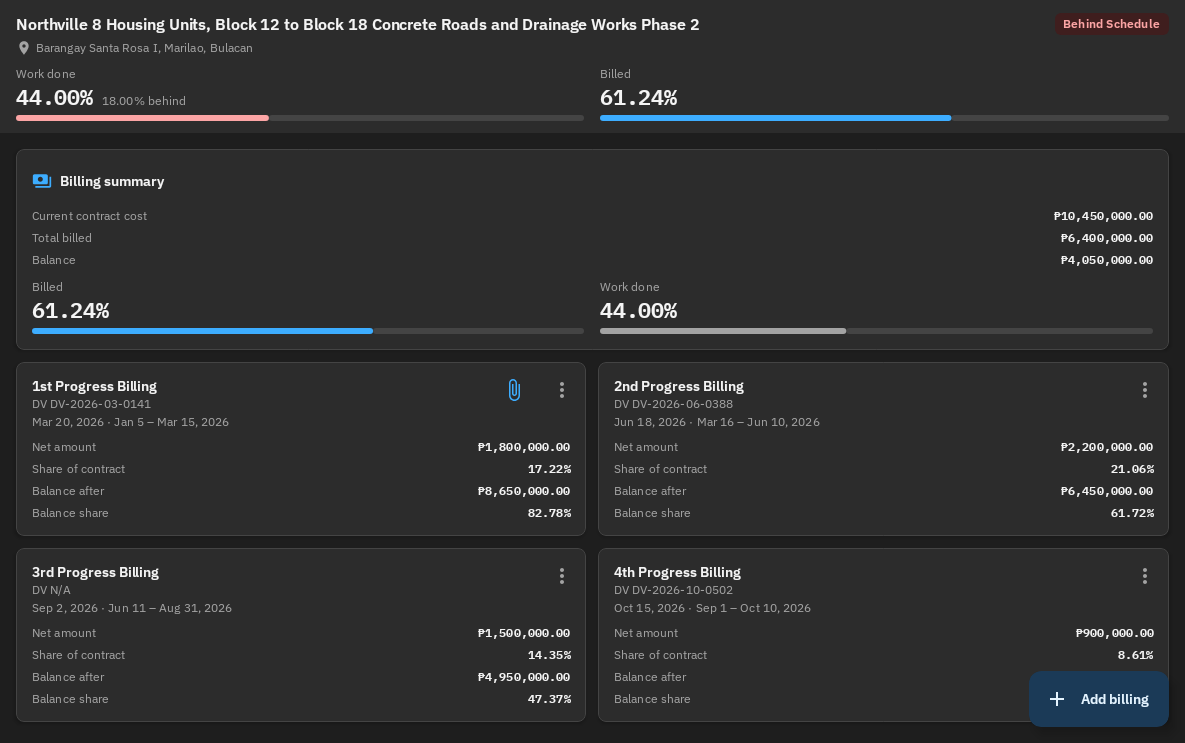 Northville 8 Housing Units, Block 12 to Block 18 Concrete Roads and Drainage Works Phase 2
Behind Schedule
Barangay Santa Rosa I, Marilao, Bulacan
Work done
44.00% 18.00% behind
Billed
61.24%
Billing summary
Current contract cost ₱10,450,000.00
Total billed ₱6,400,000.00
Balance ₱4,050,000.00
Billed
61.24%
Work done
44.00%
1st Progress Billing
DV DV-2026-03-0141
Mar 20, 2026 · Jan 5 – Mar 15, 2026
Net amount ₱1,800,000.00
Share of contract 17.22%
Balance after ₱8,650,000.00
Balance share 82.78%
2nd Progress Billing
DV DV-2026-06-0388
Jun 18, 2026 · Mar 16 – Jun 10, 2026
Net amount ₱2,200,000.00
Share of contract 21.06%
Balance after ₱6,450,000.00
Balance share 61.72%
3rd Progress Billing
DV N/A
Sep 2, 2026 · Jun 11 – Aug 31, 2026
Net amount ₱1,500,000.00
Share of contract 14.35%
Balance after ₱4,950,000.00
Balance share 47.37%
4th Progress Billing
DV DV-2026-10-0502
Oct 15, 2026 · Sep 1 – Oct 10, 2026
Net amount ₱900,000.00
Share of contract 8.61%
Balance after
Balance share
Add billing